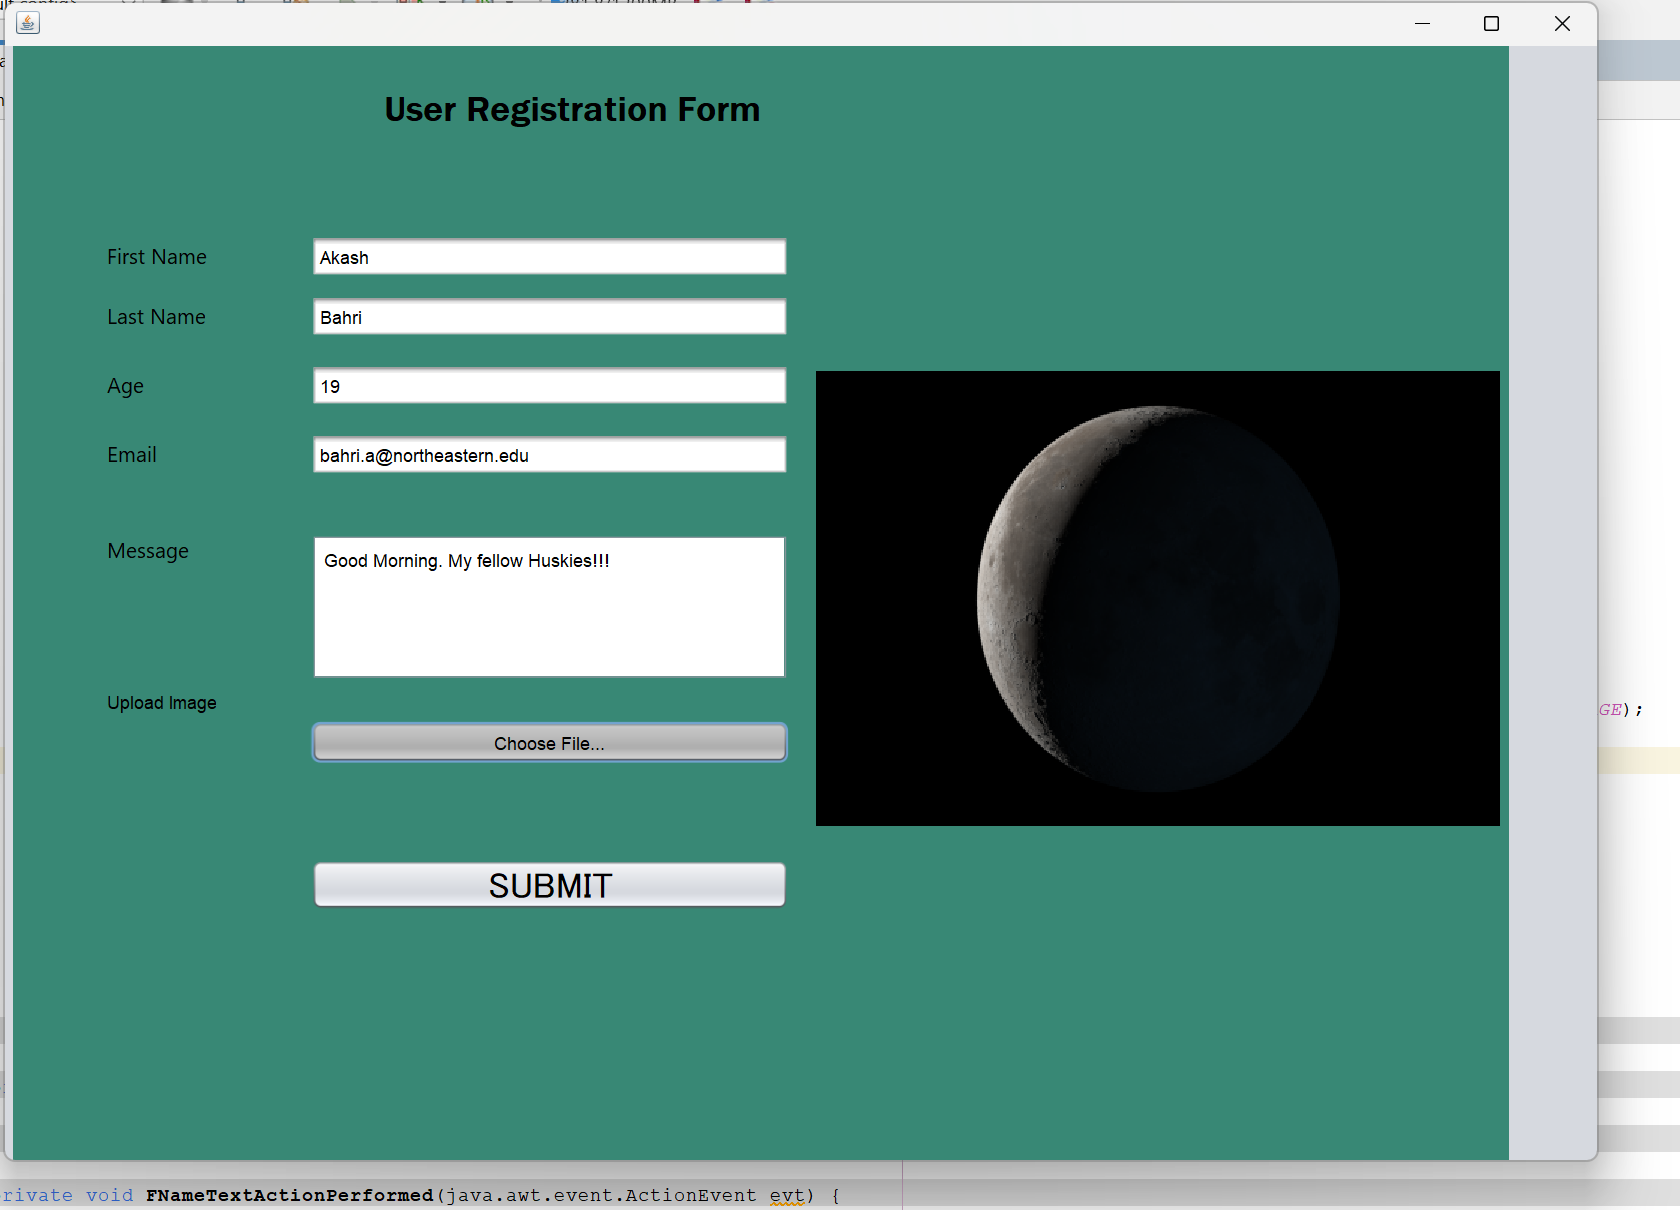 User Registration Form
First Name
Akash
Last Name
Bahri
Age
19
Email
bahri.a@northeastern.edu
Message
Good Morning. My fellow Huskies!!!
Upload Image
Choose File...
SUBMIT
GE);
private void FNameTextActionPerformed(java.awt.event.ActionEvent evt) {